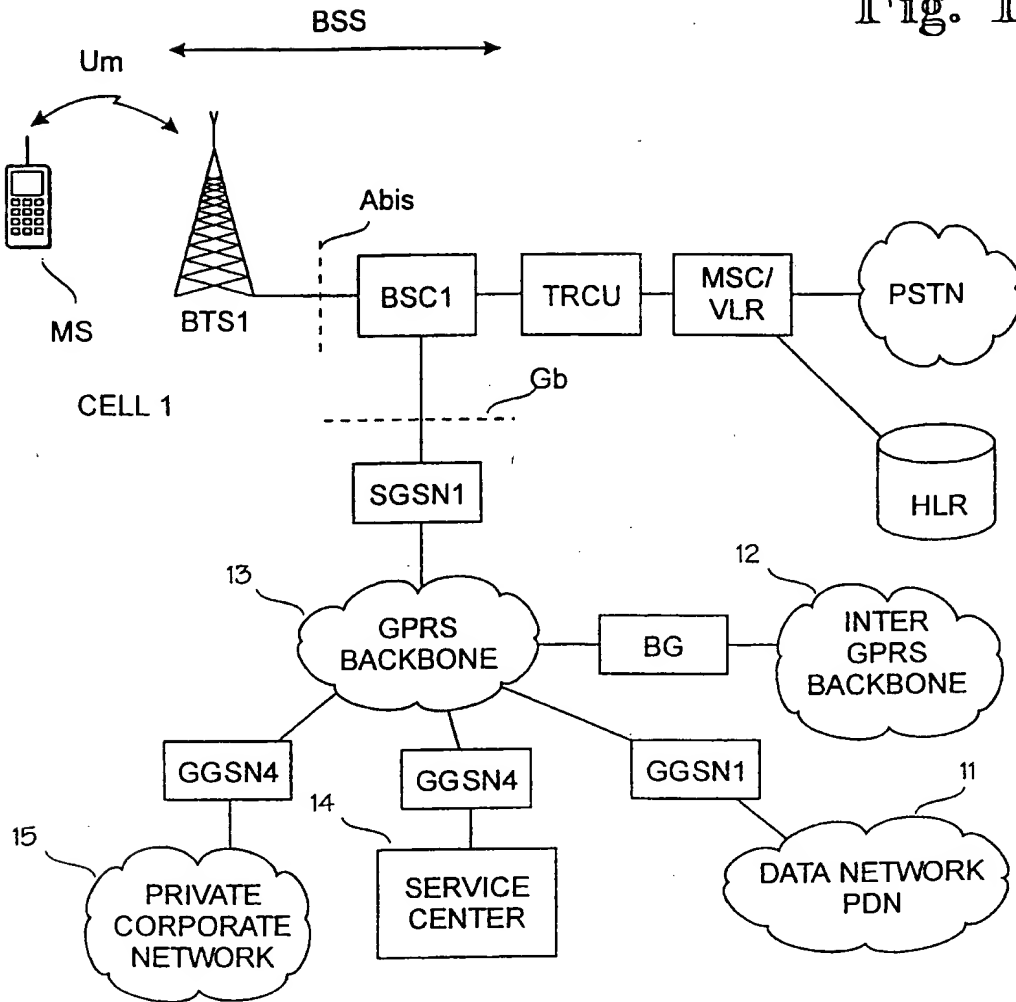 Fig. 1
BSS
Um
Abis
BSC1
TRCU
MSC/
VLR
PSTN
BTS1
MS
CELL 1
Gb
SGSN1
HLR
13
GPRS
BACKBONE
BG
12
INTER
GPRS
BACKBONE
GGSN4
GGSN4
GGSN1
15
PRIVATE
CORPORATE
NETWORK
14
SERVICE
CENTER
11
DATA NETWORK
PDN